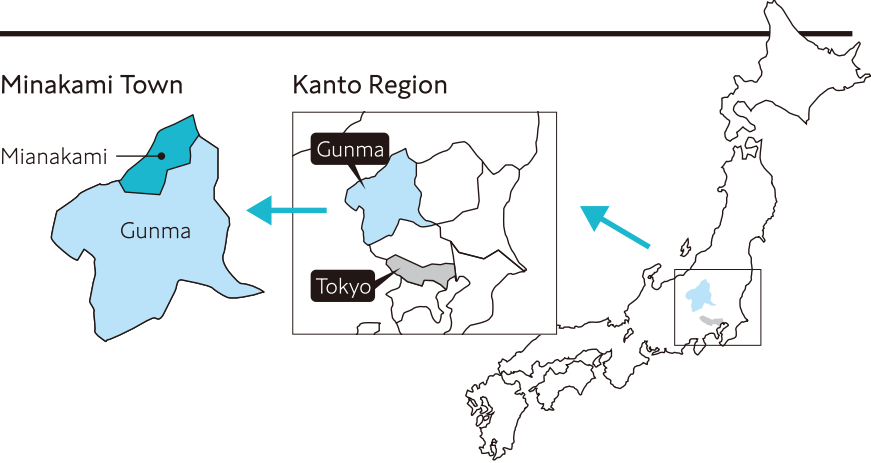 Minakami Town
Kanto Region
Mianakami
Gunma
Gunma
Tokyo